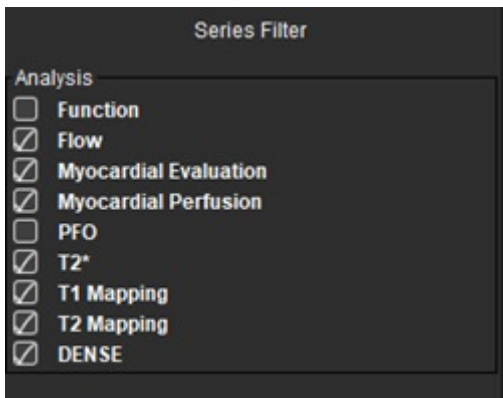 Series Filter
Analysis
Function
Flow
Myocardial Evaluation
Myocardial Perfusion
PFO
T2*
T1 Mapping
T2 Mapping
DENSE